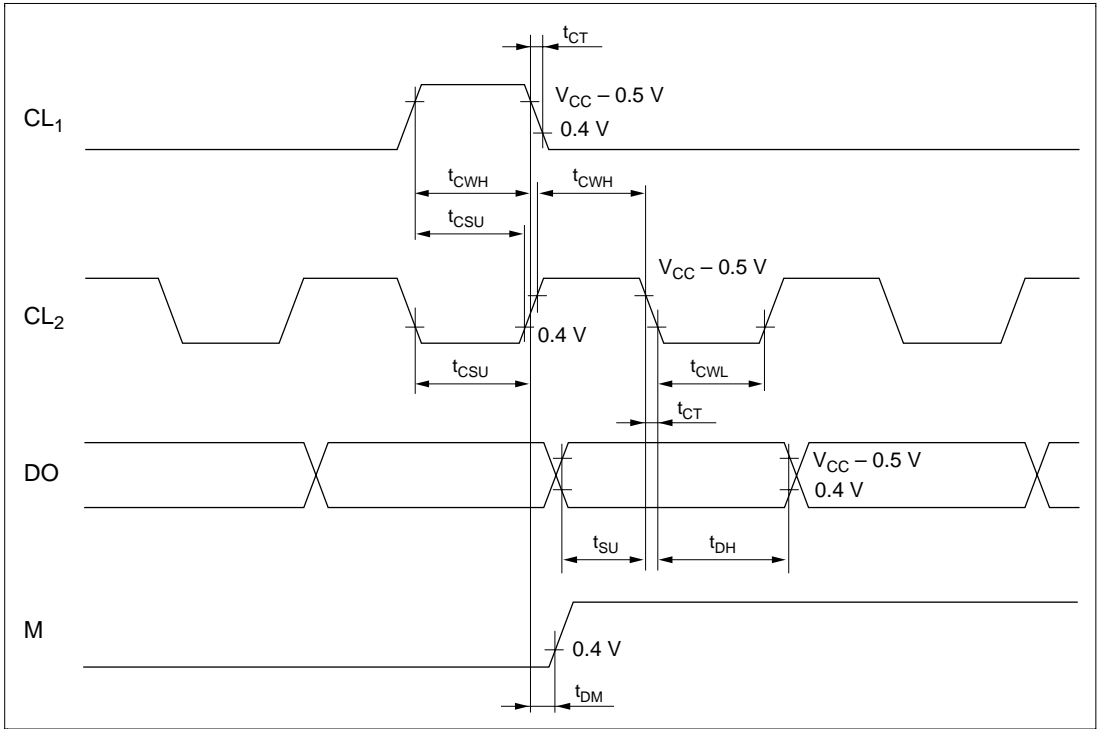 t_CT
V_CC – 0.5 V
CL_1
0.4 V
t_CWH
t_CWH
t_CSU
V_CC – 0.5 V
CL_2
0.4 V
t_CSU
t_CWL
t_CT
DO
V_CC – 0.5 V
0.4 V
t_SU
t_DH
M
0.4 V
t_DM